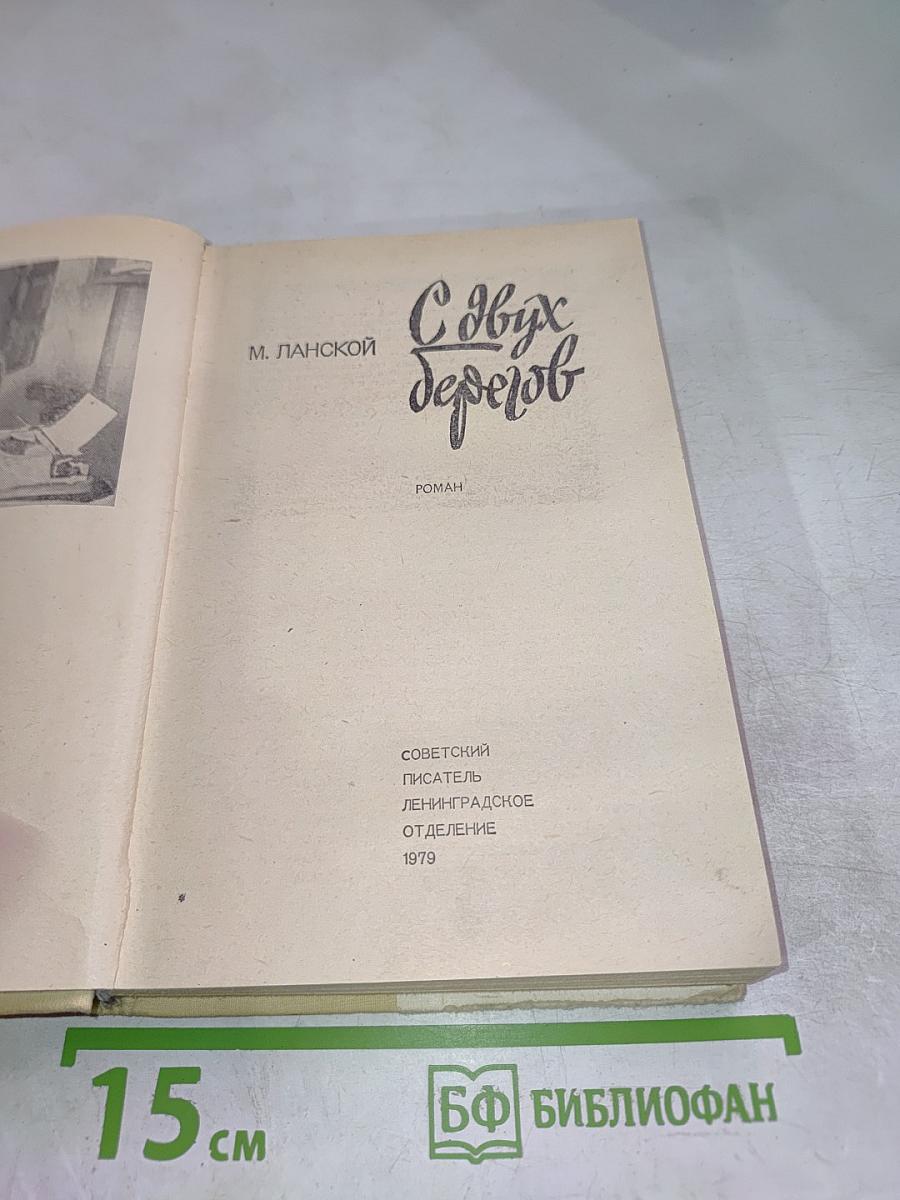 М. ЛАНСКОЙ
С двух
берегов
РОМАН
СОВЕТСКИЙ
ПИСАТЕЛЬ
ЛЕНИНГРАДСКОЕ
ОТДЕЛЕНИЕ
1979
15 см
БФ БИБЛИОФАН